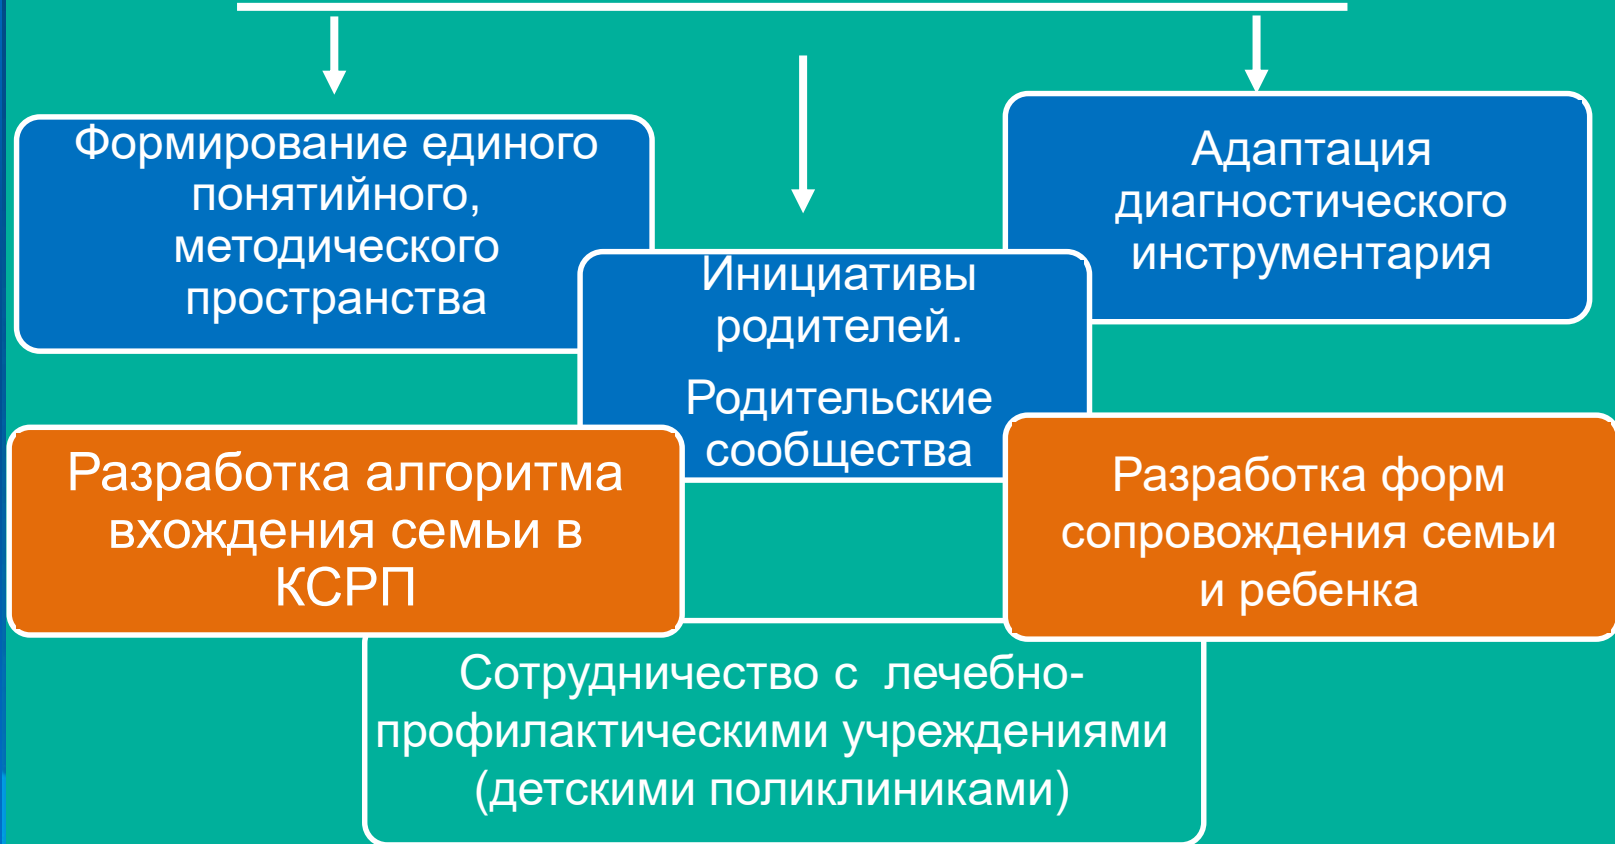 Формирование единого
понятийного,
методического
пространства
Адаптация
диагностического
инструментария
Инициативы
родителей.
Родительские
сообщества
Разработка алгоритма
вхождения семьи в
КСРП
Разработка форм
сопровождения семьи
и ребенка
Сотрудничество с  лечебно-
профилактическими учреждениями
(детскими поликлиниками)